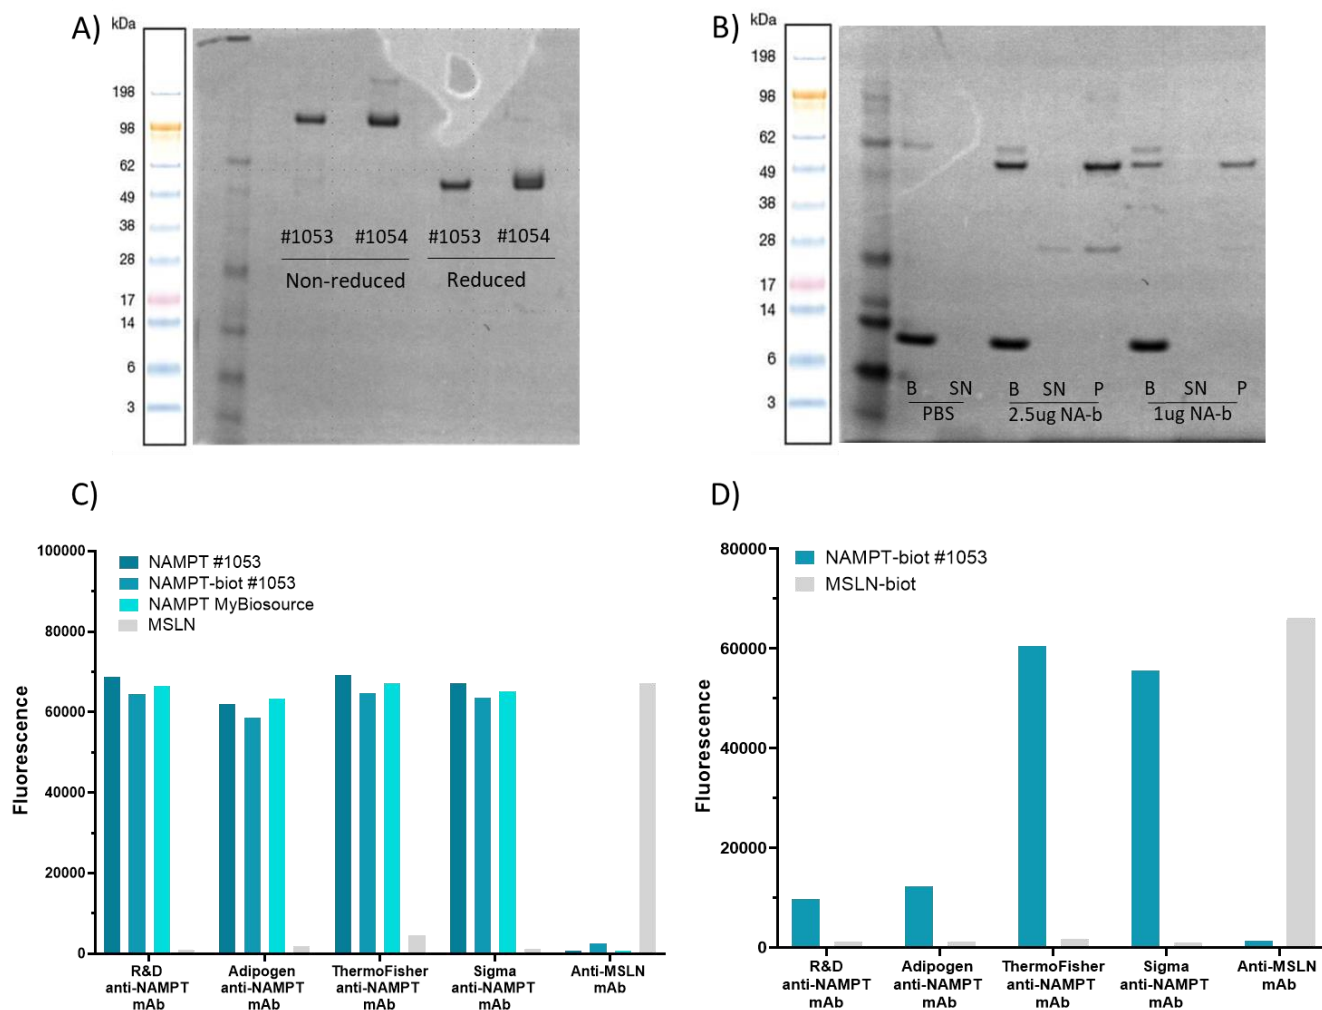 A)
kDa
198
98
62
49
38
28
17
14
6
3
#1053 #1054 #1053 #1054
Non-reduced Reduced
B)
kDa
198
98
62
49
38
28
17
14
6
3
B SN B SN P B SN P
PBS 2.5ug NA-b 1ug NA-b
C)
NAMPT #1053
NAMPT-biot #1053
NAMPT MyBiosource
MSLN
Fluorescence
100000
80000
60000
40000
20000
0
R&D
anti-NAMPT
mAb
Adipogen
anti-NAMPT
mAb
ThermoFisher
anti-NAMPT
mAb
Sigma
anti-NAMPT
mAb
Anti-MSLN
mAb
D)
NAMPT-biot #1053
MSLN-biot
Fluorescence
80000
60000
40000
20000
0
R&D
anti-NAMPT
mAb
Adipogen
anti-NAMPT
mAb
ThermoFisher
anti-NAMPT
mAb
Sigma
anti-NAMPT
mAb
Anti-MSLN
mAb